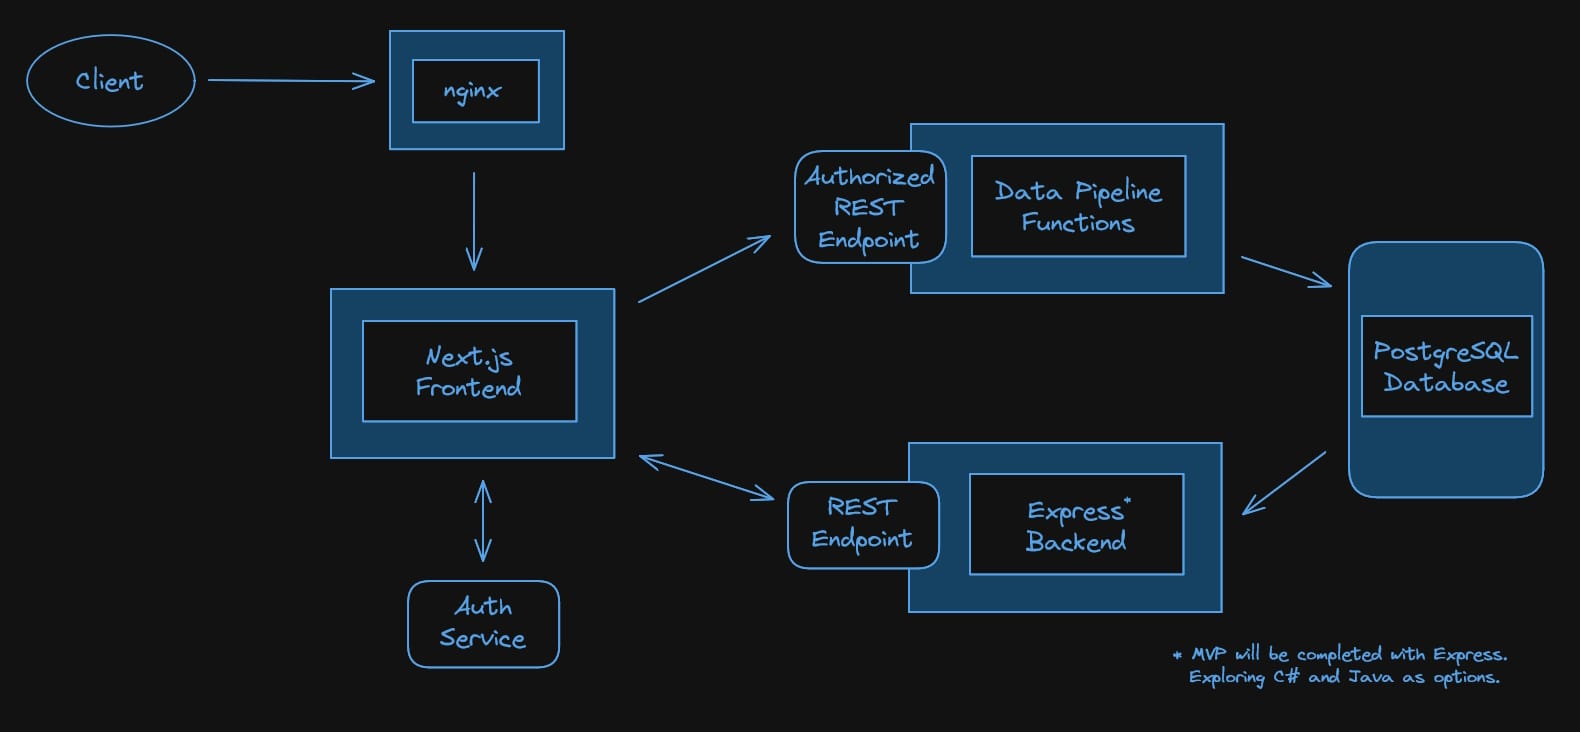 Client
nginx
Authorized
REST
Endpoint
Data Pipeline
Functions
Next.js
Frontend
PostgreSQL
Database
REST
Endpoint
Express*
Backend
Auth
Service
* MVP will be completed with Express.
Exploring C# and Java as options.